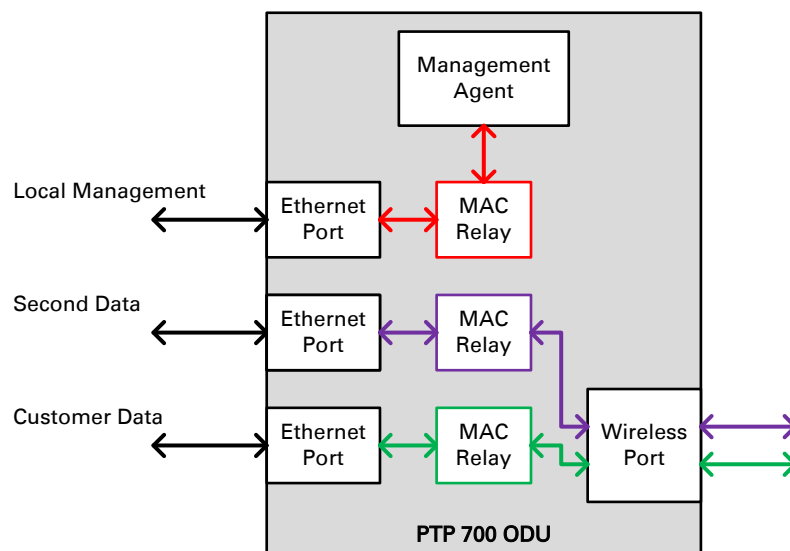 Management
Agent
Local Management
Ethernet
Port
MAC
Relay
Second Data
Ethernet
Port
MAC
Relay
Customer Data
Ethernet
Port
MAC
Relay
Wireless
Port
PTP 700 ODU